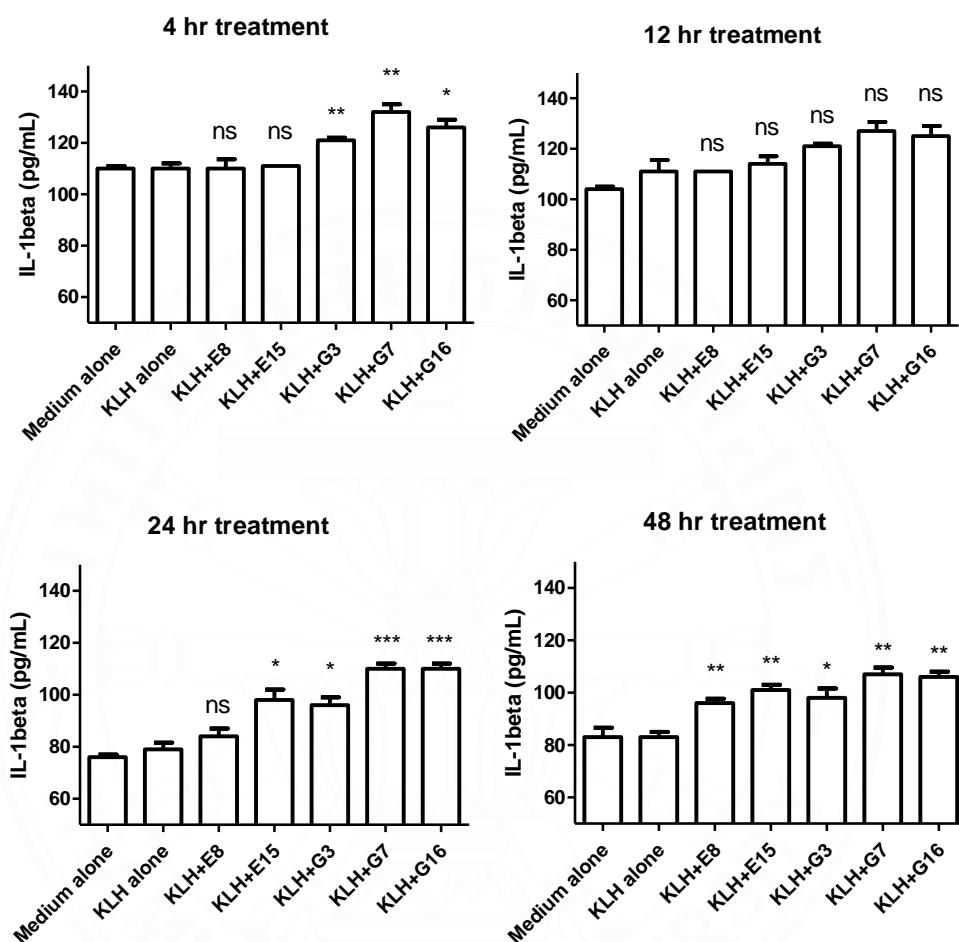 4 hr treatment
IL-1beta (pg/mL)
140
120
100
80
60
** 
ns ns ** *
Medium alone
KLH alone
KLH+E8
KLH+E15
KLH+G3
KLH+G7
KLH+G16
12 hr treatment
IL-1beta (pg/mL)
140
120
100
80
60
ns ns ns ns ns
Medium alone
KLH alone
KLH+E8
KLH+E15
KLH+G3
KLH+G7
KLH+G16
24 hr treatment
IL-1beta (pg/mL)
140
120
100
80
60
ns * * *** ***
Medium alone
KLH alone
KLH+E8
KLH+E15
KLH+G3
KLH+G7
KLH+G16
48 hr treatment
IL-1beta (pg/mL)
140
120
100
80
60
** ** * ** **
Medium alone
KLH alone
KLH+E8
KLH+E15
KLH+G3
KLH+G7
KLH+G16